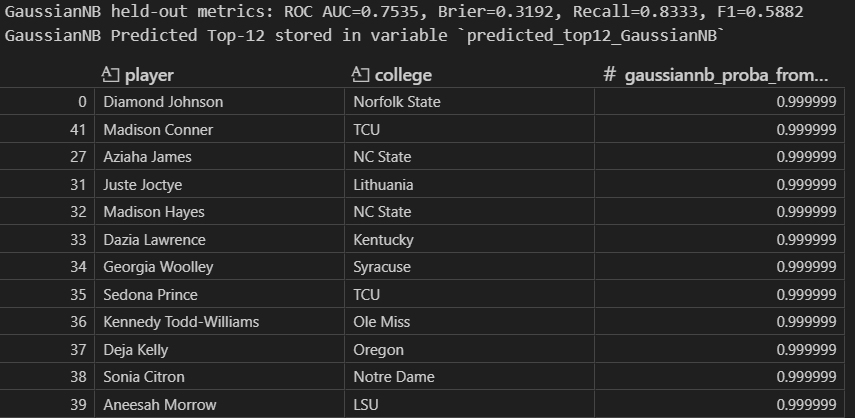 GaussianNB held-out metrics: ROC AUC=0.7535, Brier=0.3192, Recall=0.8333, F1=0.5882
GaussianNB Predicted Top-12 stored in variable `predicted_top12_GaussianNB`
player college # gaussiannb_proba_from...
0 Diamond Johnson Norfolk State 0.999999
41 Madison Conner TCU 0.999999
27 Aziaha James NC State 0.999999
31 Juste Joctye Lithuania 0.999999
32 Madison Hayes NC State 0.999999
33 Dazia Lawrence Kentucky 0.999999
34 Georgia Woolley Syracuse 0.999999
35 Sedona Prince TCU 0.999999
36 Kennedy Todd-Williams Ole Miss 0.999999
37 Deja Kelly Oregon 0.999999
38 Sonia Citron Notre Dame 0.999999
39 Aneesah Morrow LSU 0.999999